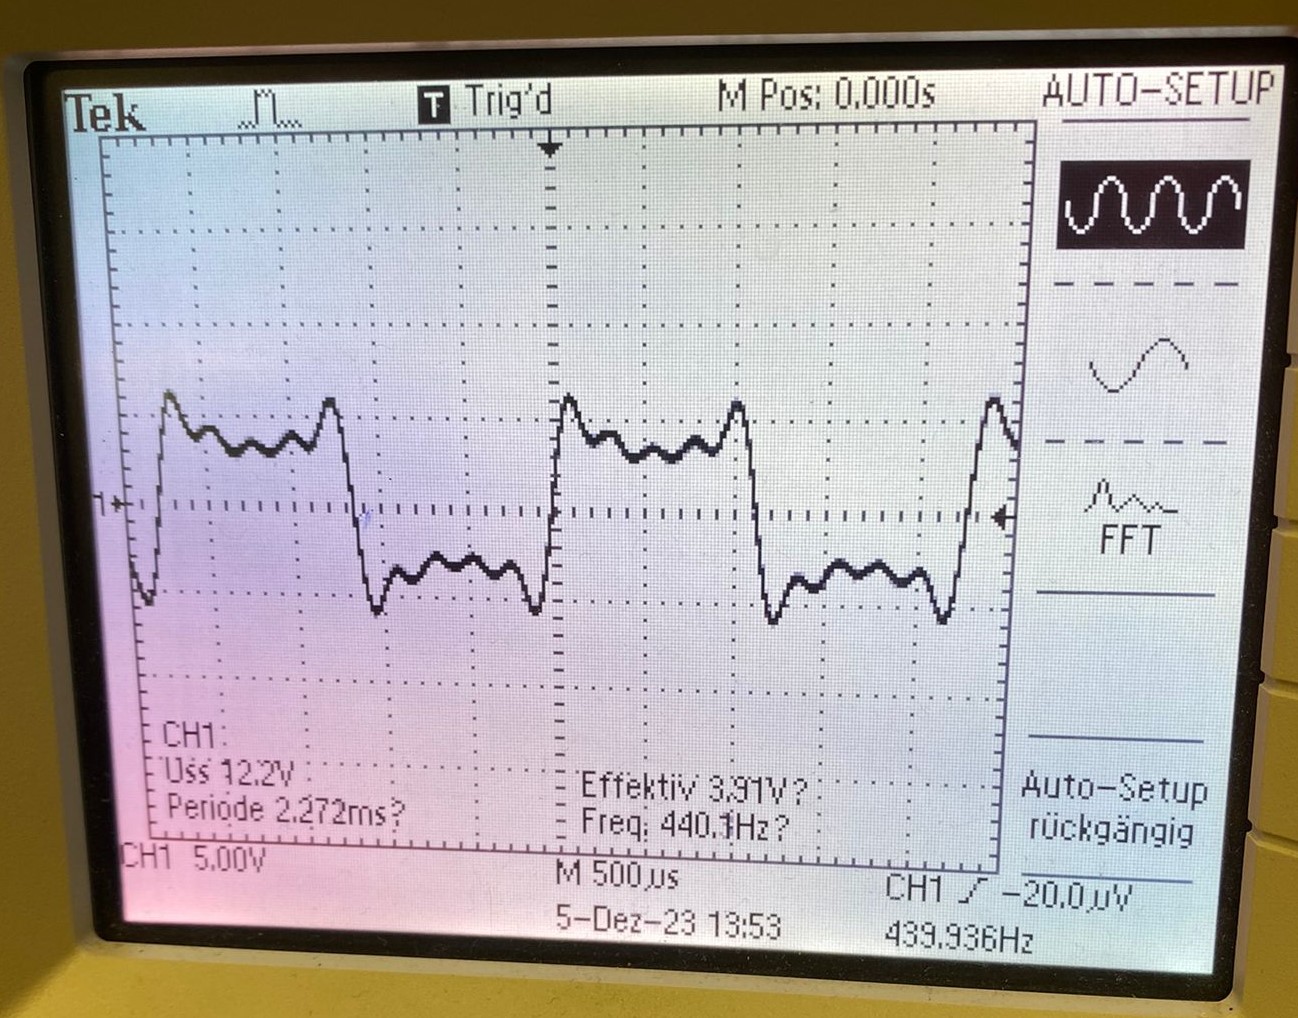 Tek T Trig'd M Pos: 0.000s AUTO-SETUP
1
FFT
CH1
Uss 12.2V
Effektiv 3.91V?
Periode 2.272ms?
Freq 440.1Hz?
Auto-Setup
rückgängig
CH1 5.00V
M 500µs
CH1 -20.0µV
5-Dez-23 13:53
439.936Hz